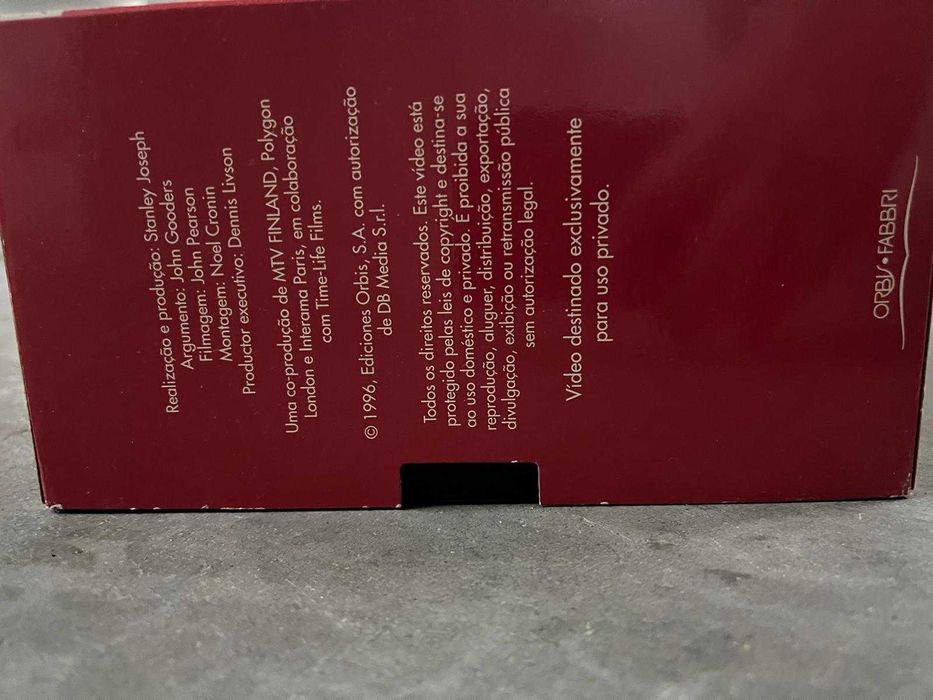 Realização e produção: Stanley Joseph
Argumento: John Gooders
Filmagem: John Pearson
Montagem: Noel Cronin
Productor executivo: Dennis Livson
Uma co-produção de MTV FINLAND, Polygon
London e Interama Paris, em colaboração
com Time-Life Films.
© 1996, Ediciones Orbis, S.A. com autorização
de DB Media S.r.l.
Todos os direitos reservados. Este vídeo está
protegido pelas leis de copyright e destina-se
ao uso doméstico e privado. É proibida a sua
reprodução, aluguer, distribuição, exportação,
divulgação, exibição ou retransmissão pública
sem autorização legal.
Vídeo destinado exclusivamente
para uso privado.
ORBIS • FABBRI